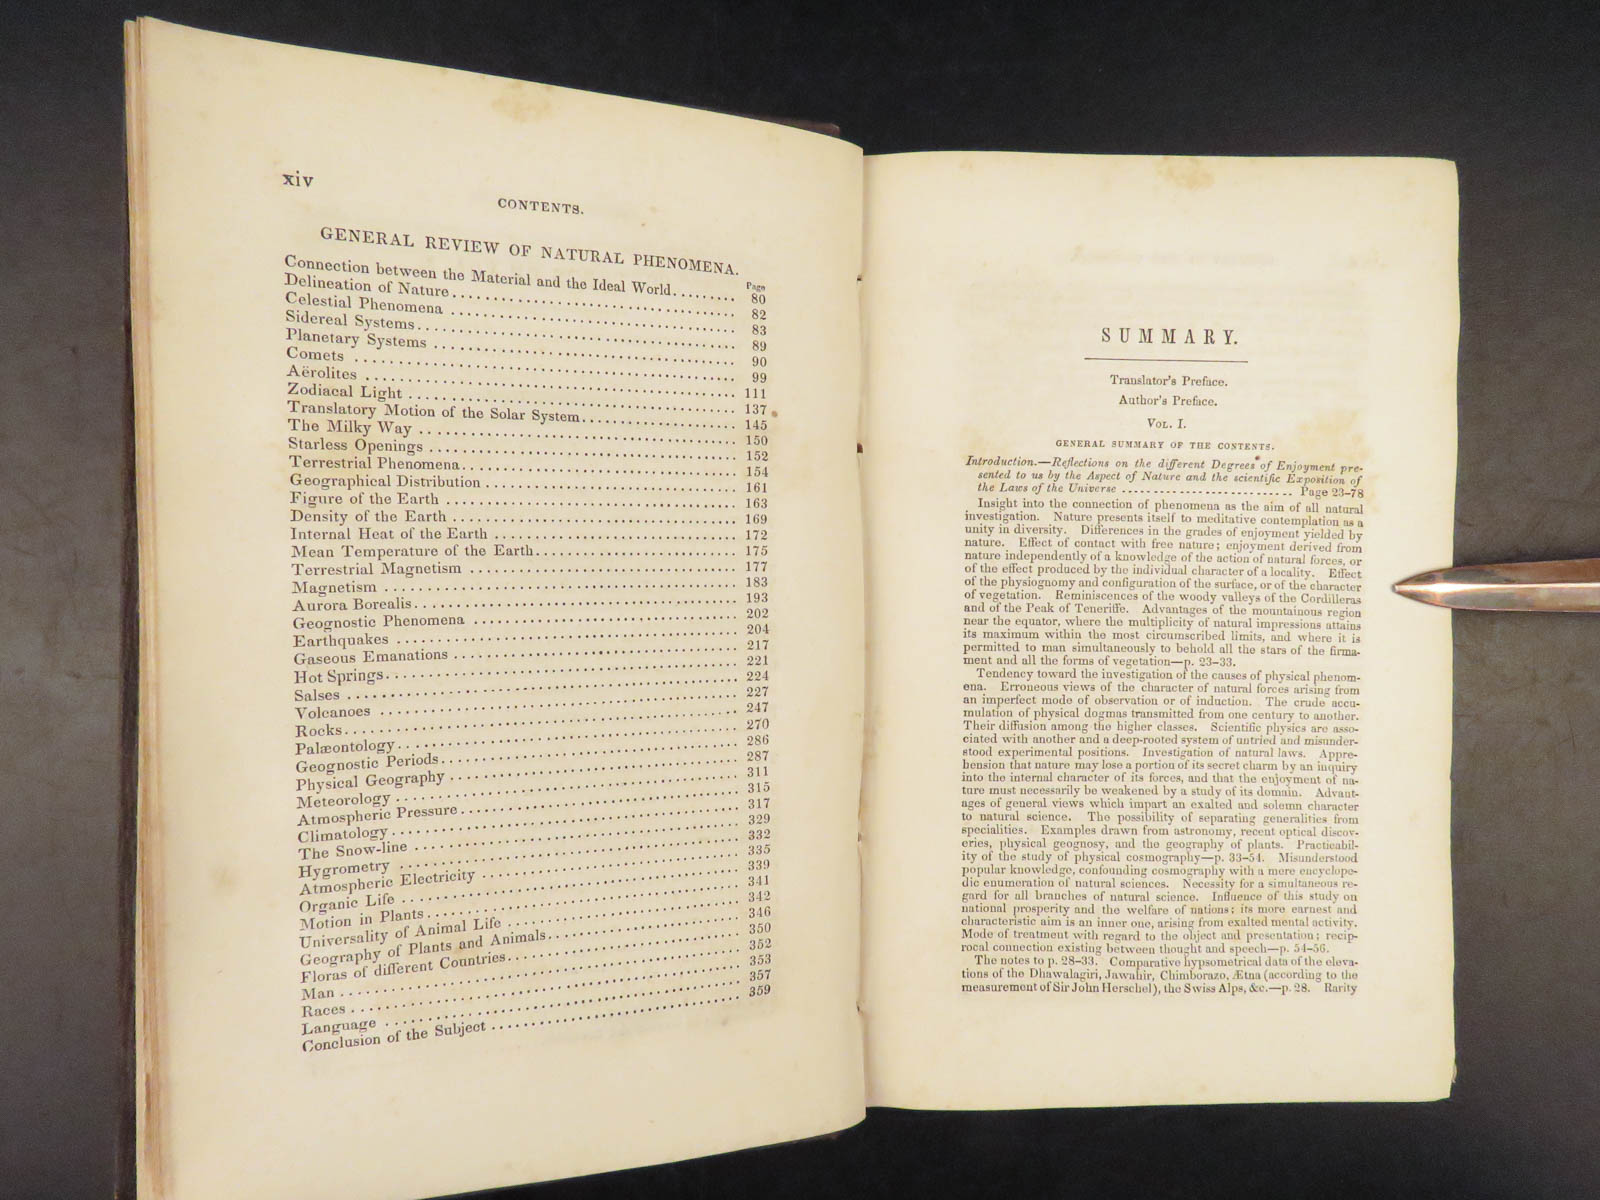 xiv
CONTENTS.
GENERAL REVIEW OF NATURAL PHENOMENA.
Page
Connection between the Material and the Ideal World......... 80
Delineation of Nature................................ 82
Celestial Phenomena ................................ 83
Sidereal Systems.................................... 89
Planetary Systems .................................. 90
Comets ............................................ 99
Aërolites .......................................... 111
Zodiacal Light ..................................... 137
Translatory Motion of the Solar System.................. 145
The Milky Way ..................................... 150
Starless Openings ................................... 152
Terrestrial Phenomena................................ 154
Geographical Distribution ............................. 161
Figure of the Earth .................................. 163
Density of the Earth ................................. 169
Internal Heat of the Earth ............................ 172
Mean Temperature of the Earth........................ 175
Terrestrial Magnetism ............................... 177
Magnetism ......................................... 183
Aurora Borealis..................................... 193
Geognostic Phenomena ............................... 202
Earthquakes ........................................ 204
Gaseous Emanations ................................. 217
Hot Springs......................................... 221
Salses ............................................. 224
Volcanoes .......................................... 227
Rocks.............................................. 247
Palæontology........................................ 270
Geognostic Periods................................... 286
Physical Geography .................................. 287
Meteorology ........................................ 311
Atmospheric Pressure ................................ 315
Climatology......................................... 317
The Snow-line ...................................... 329
Hygrometry ........................................ 332
Atmospheric Electricity .............................. 335
Organic Life ........................................ 339
Motion in Plants..................................... 341
Universality of Animal Life ........................... 342
Geography of Plants and Animals....................... 346
Floras of different Countries............................ 350
Man ............................................... 352
Races .............................................. 353
Language ........................................... 357
Conclusion of the Subject .............................. 359
SUMMARY.
Translator's Preface.
Author's Preface.
VOL. I.
GENERAL SUMMARY OF THE CONTENTS.
Introduction.—Reflections on the different Degrees of Enjoyment pre-
sented to us by the Aspect of Nature and the scientific Exposition of
the Laws of the Universe .......................... Page 23-78
Insight into the connection of phenomena as the aim of all natural
investigation. Nature presents itself to meditative contemplation as a
unity in diversity. Differences in the grades of enjoyment yielded by
nature. Effect of contact with free nature; enjoyment derived from
nature independently of a knowledge of the action of natural forces, or
of the effect produced by the individual character of a locality. Effect
of the physiognomy and configuration of the surface, or of the character
of vegetation. Reminiscences of the woody valleys of the Cordilleras
and of the Peak of Teneriffe. Advantages of the mountainous region
near the equator, where the multiplicity of natural impressions attains
its maximum within the most circumscribed limits, and where it is
permitted to man simultaneously to behold all the stars of the firma-
ment and all the forms of vegetation—p. 23-33.
Tendency toward the investigation of the causes of physical phenom-
ena. Erroneous views of the character of natural forces arising from
an imperfect mode of observation or of induction. The crude accu-
mulation of physical dogmas transmitted from one century to another.
Their diffusion among the higher classes. Scientific physics are asso-
ciated with another and a deep-rooted system of untried and misunder-
stood experimental positions. Investigation of natural laws. Appre-
hension that nature may lose a portion of its secret charm by an inquiry
into the internal character of its forces, and that the enjoyment of na-
ture must necessarily be weakened by a study of its domain. Advant-
ages of general views which impart an exalted and solemn character
to natural science. The possibility of separating generalities from
specialities. Examples drawn from astronomy, recent optical discov-
eries, physical geognosy, and the geography of plants. Practicabil-
ity of the study of physical cosmography—p. 33-54. Misunderstood
popular knowledge, confounding cosmography with a mere encyclope-
dic enumeration of natural sciences. Necessity for a simultaneous re-
gard for all branches of natural science. Influence of this study on
national prosperity and the welfare of nations; its more earnest and
characteristic aim is an inner one, arising from exalted mental activity.
Mode of treatment with regard to the object and presentation; recip-
rocal connection existing between thought and speech—p. 54-56.
The notes to p. 28-33. Comparative hypsometrical data of the eleva-
tions of the Dhawalagiri, Jawahir, Chimborazo, Ætna (according to the
measurement of Sir John Herschel), the Swiss Alps, &c.—p. 28. Rarity